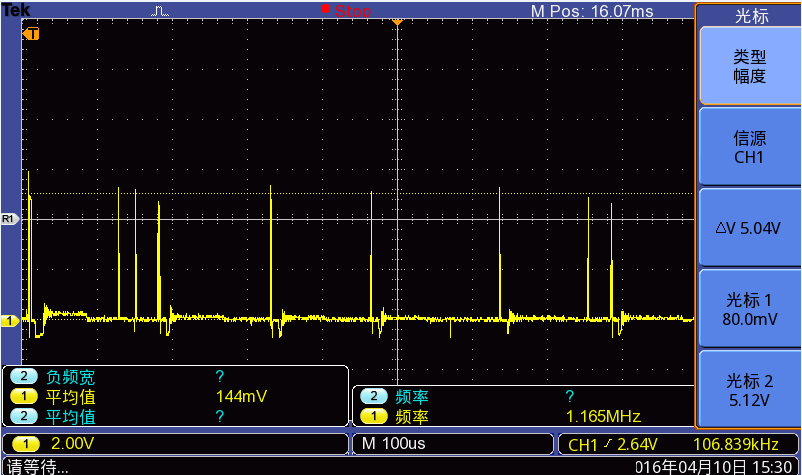 Tek
Stop
M Pos: 16.07ms
光标
T
类型
幅度
信源
CH1
R1
△V 5.04V
光标 1
80.0mV
1
光标 2
5.12V
2 负频宽 ?
1 平均值 144mV
2 平均值 ?
2 频率 ?
1 频率 1.165MHz
1 2.00V
M 100us
CH1 / 2.64V 106.839kHz
请等待...
016年04月10日 15:30